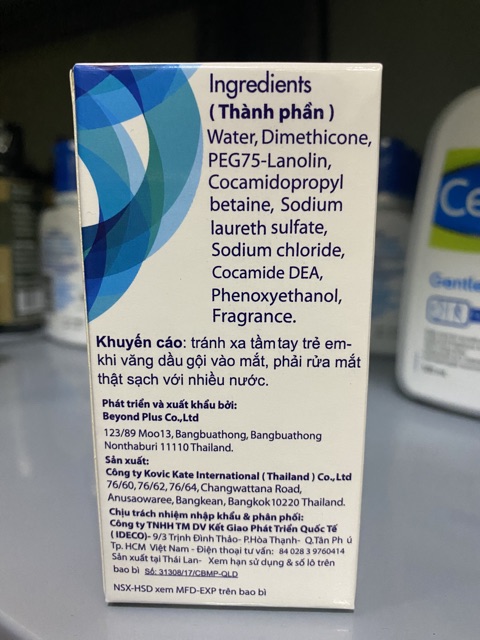 Ingredients
( Thành phần )
Water, Dimethicone,
PEG75-Lanolin,
Cocamidopropyl
betaine, Sodium
laureth sulfate,
Sodium chloride,
Cocamide DEA,
Phenoxyethanol,
Fragrance.
Khuyến cáo: tránh xa tầm tay trẻ em-
khi văng dầu gội vào mắt, phải rửa mắt
thật sạch với nhiều nước.
Phát triển và xuất khẩu bởi:
Beyond Plus Co.,Ltd
123/89 Moo13, Bangbuathong, Bangbuathong
Nonthaburi 11110 Thailand.
Sản xuất:
Công ty Kovic Kate International ( Thailand ) Co.,Ltd
76/60, 76/62, 76/64, Changwattana Road,
Anusaowaree, Bangkean, Bangkok 10220 Thailand.
Chịu trách nhiệm nhập khẩu & phân phối:
Công ty TNHH TM DV Kết Giao Phát Triển Quốc Tế
( IDECO)- 9/3 Trịnh Đình Thảo- P.Hòa Thạnh- Q.Tân Ph ú
Tp. HCM Việt Nam - Điện thoại tư vấn: 84 028 3 9760414
Sản xuất tại Thái Lan- Xem hạn sử dụng & số lô trên
bao bì Số: 31308/17/CBMP-QLD
NSX-HSD xem MFD-EXP trên bao bì
Ce
Gentle